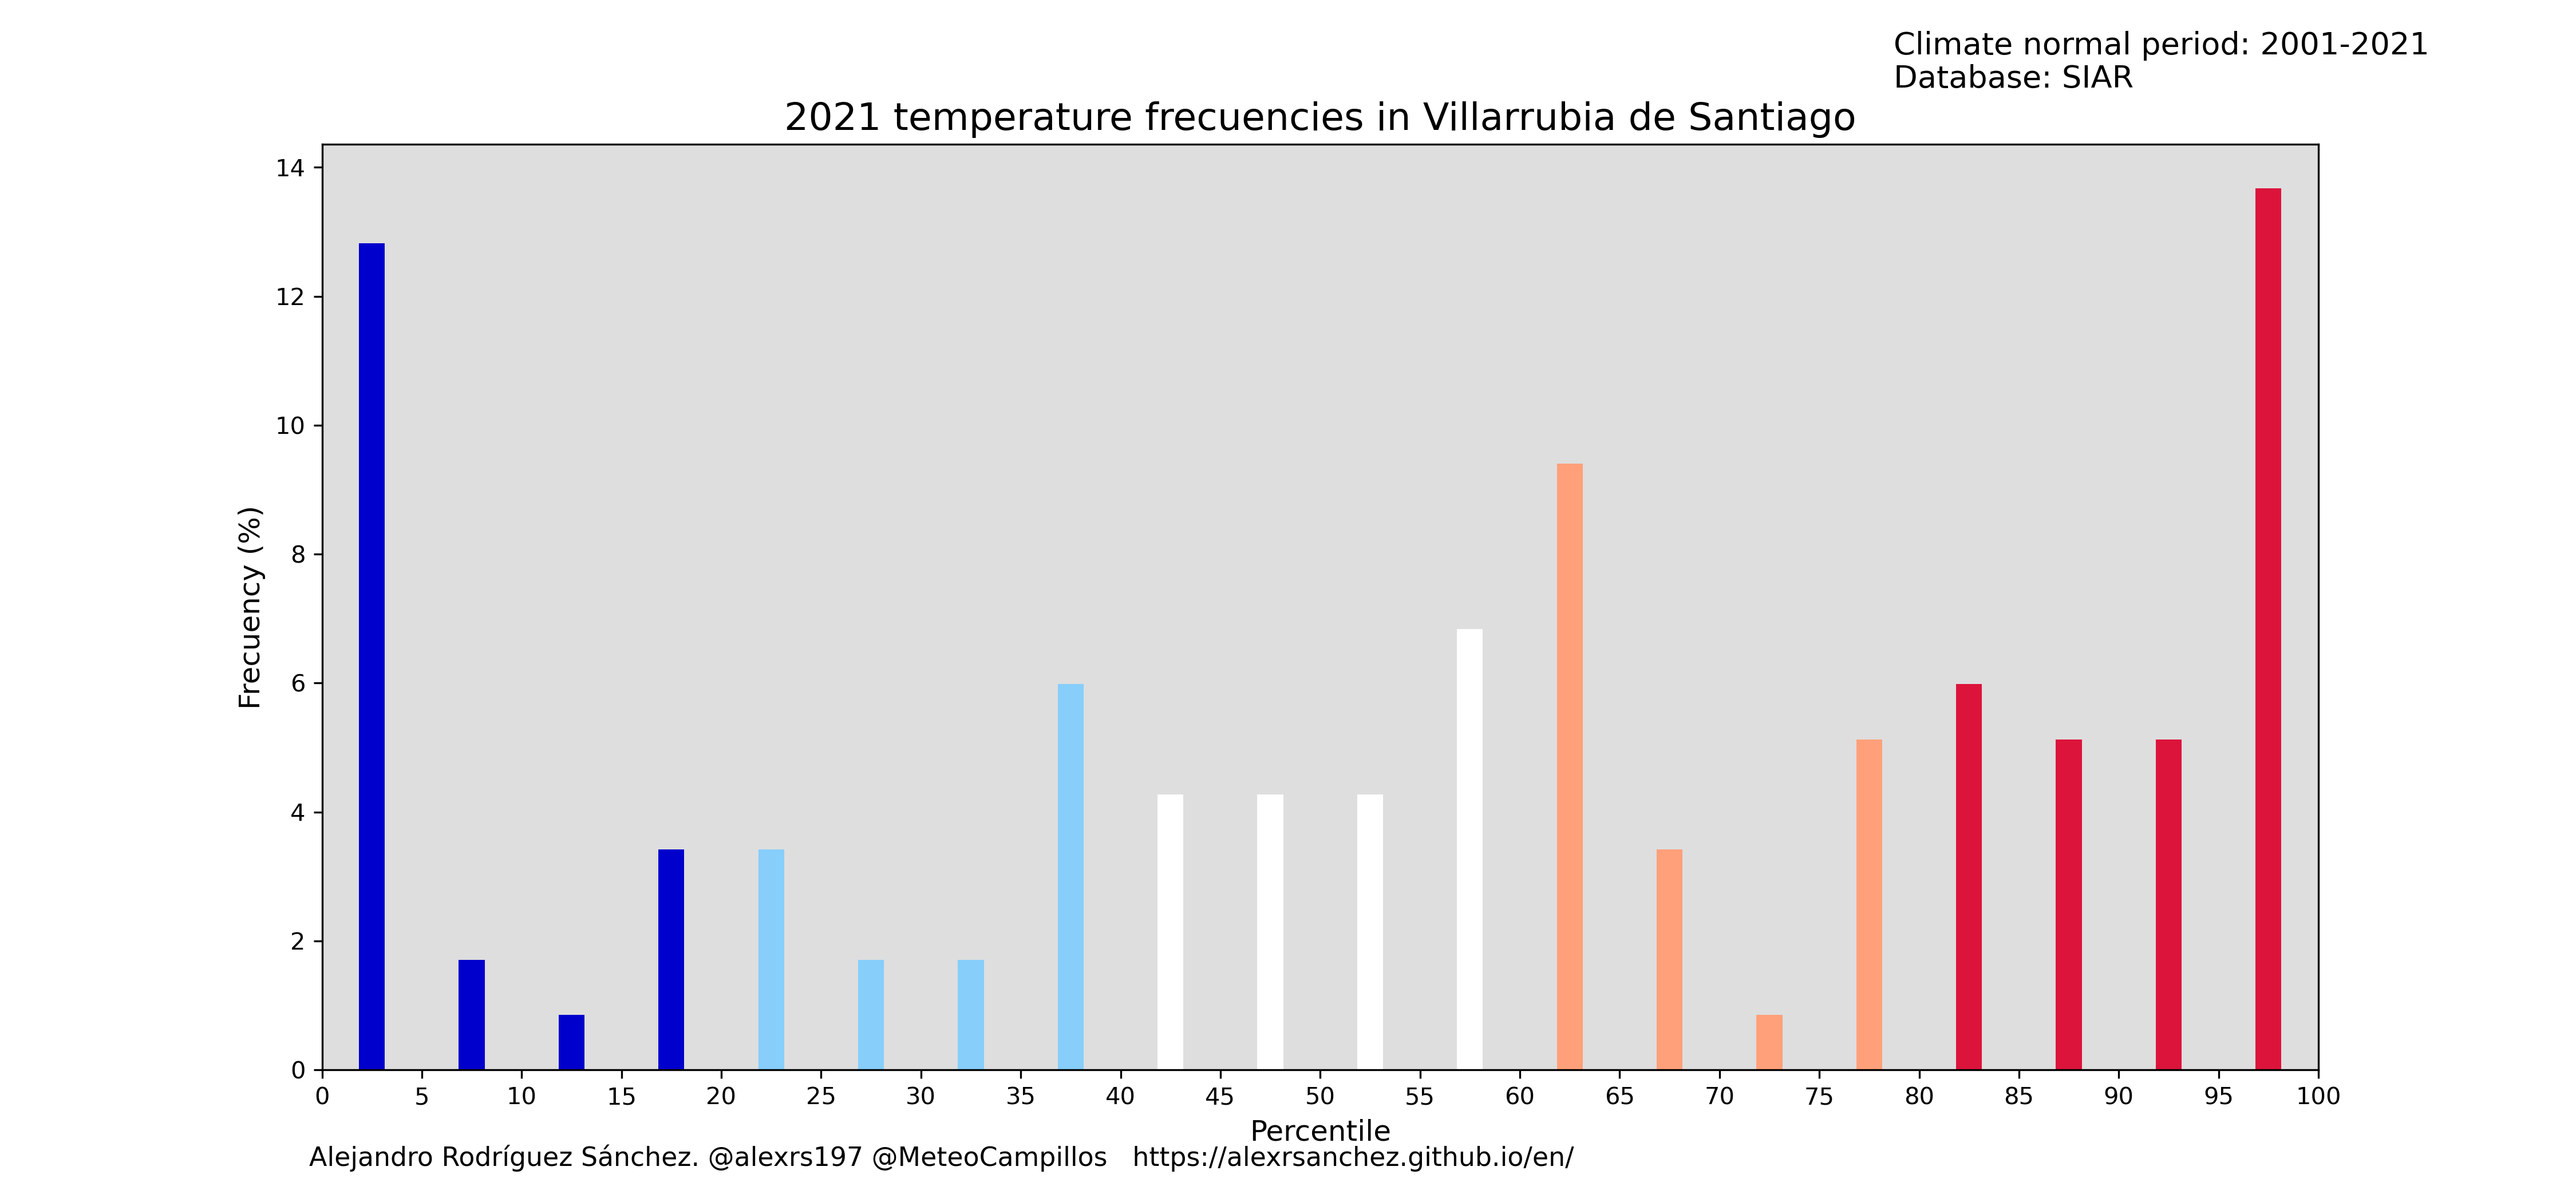 Climate normal period: 2001-2021
Database: SIAR
2021 temperature frecuencies in Villarrubia de Santiago
14
12
10
8
6
4
2
0
Frecuency (%)
0 5 10 15 20 25 30 35 40 45 50 55 60 65 70 75 80 85 90 95 100
Percentile
Alejandro Rodríguez Sánchez. @alexrs197 @MeteoCampillos https://alexrsanchez.github.io/en/